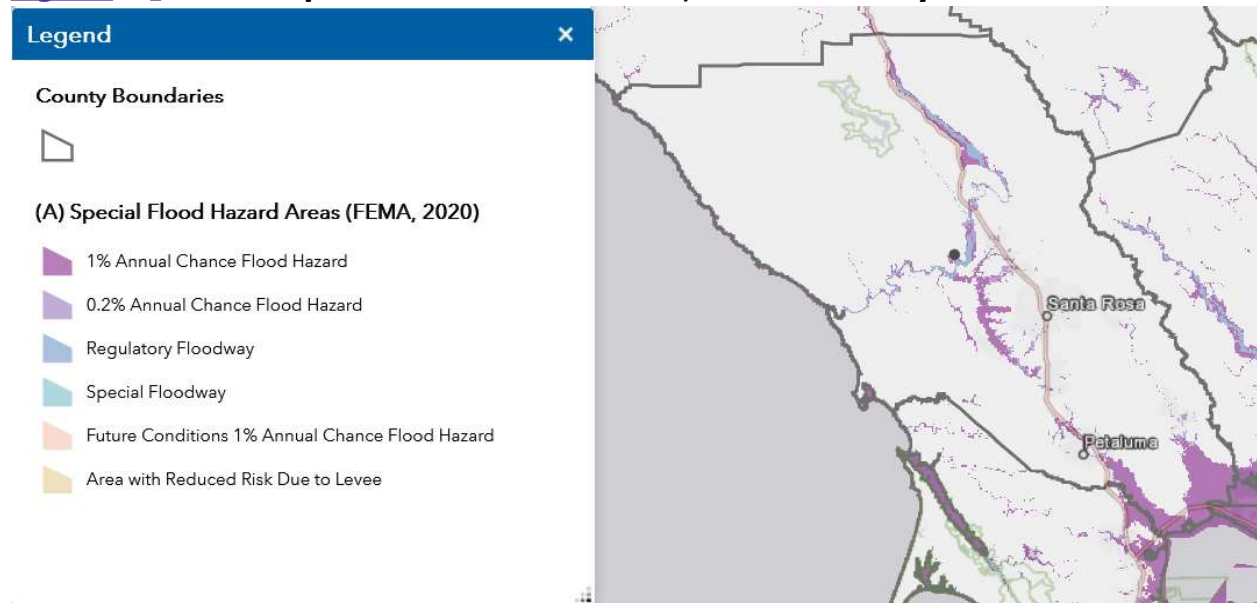 Legend ×
County Boundaries
(A) Special Flood Hazard Areas (FEMA, 2020)
1% Annual Chance Flood Hazard
0.2% Annual Chance Flood Hazard
Regulatory Floodway
Special Floodway
Future Conditions 1% Annual Chance Flood Hazard
Area with Reduced Risk Due to Levee
Santa Rosa
Petaluma